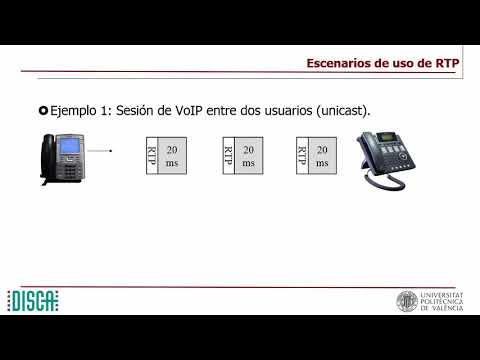 Escenarios de uso de RTP
Ejemplo 1: Sesión de VoIP entre dos usuarios (unicast).
RTP
20
ms
RTP
20
ms
RTP
20
ms
DISCA
UNIVERSITAT
POLITÈCNICA
DE VALÈNCIA